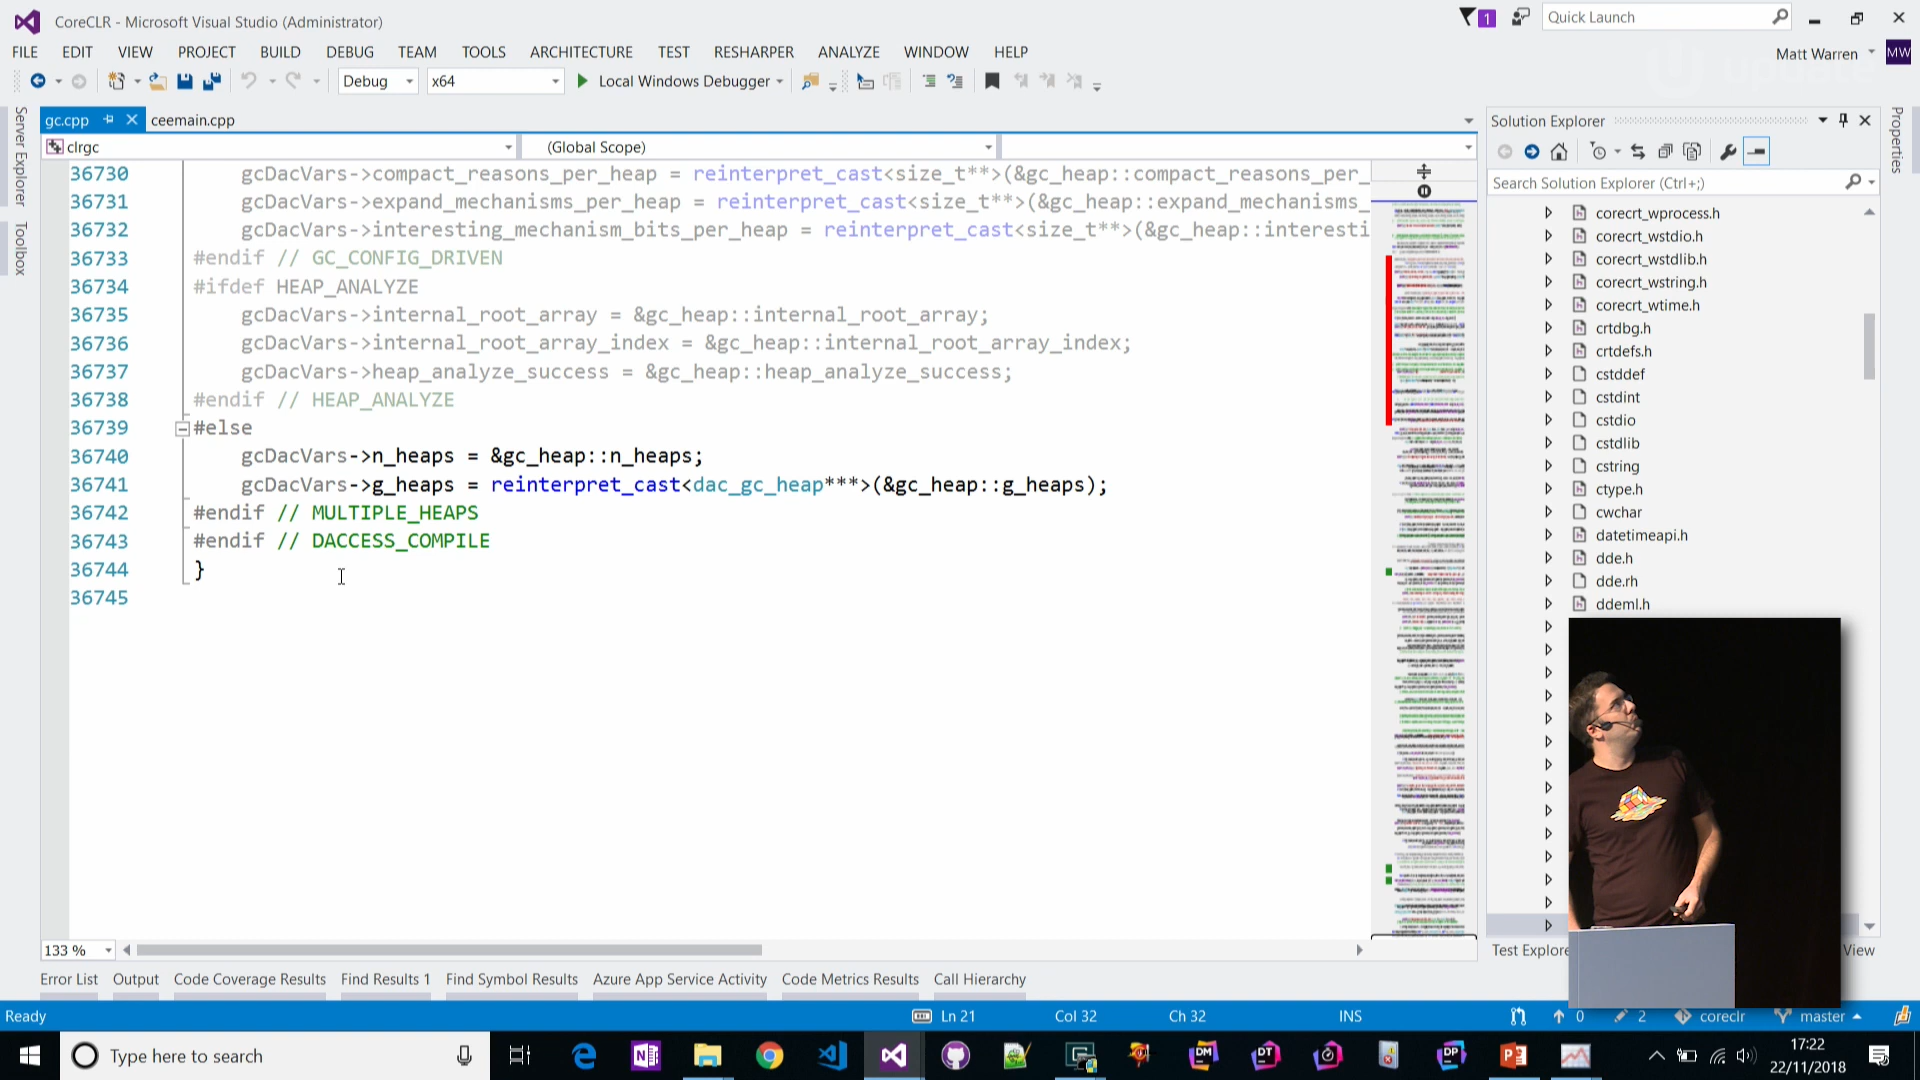 CoreCLR - Microsoft Visual Studio (Administrator)
1
Quick Launch
FILE EDIT VIEW PROJECT BUILD DEBUG TEAM TOOLS ARCHITECTURE TEST RESHARPER ANALYZE WINDOW HELP
Matt Warren
MW
Debug
x64
Local Windows Debugger
Server Explorer
Toolbox
gc.cpp
ceemain.cpp
clrgc
(Global Scope)
36730 gcDacVars->compact_reasons_per_heap = reinterpret_cast<size_t**>(&gc_heap::compact_reasons_per_
36731 gcDacVars->expand_mechanisms_per_heap = reinterpret_cast<size_t**>(&gc_heap::expand_mechanisms_
36732 gcDacVars->interesting_mechanism_bits_per_heap = reinterpret_cast<size_t**>(&gc_heap::interesti
36733 #endif // GC_CONFIG_DRIVEN
36734 #ifdef HEAP_ANALYZE
36735 gcDacVars->internal_root_array = &gc_heap::internal_root_array;
36736 gcDacVars->internal_root_array_index = &gc_heap::internal_root_array_index;
36737 gcDacVars->heap_analyze_success = &gc_heap::heap_analyze_success;
36738 #endif // HEAP_ANALYZE
36739 #else
36740 gcDacVars->n_heaps = &gc_heap::n_heaps;
36741 gcDacVars->g_heaps = reinterpret_cast<dac_gc_heap***>(&gc_heap::g_heaps);
36742 #endif // MULTIPLE_HEAPS
36743 #endif // DACCESS_COMPILE
36744 }
36745
133 %
Solution Explorer
Search Solution Explorer (Ctrl+;)
corecrt_wprocess.h
corecrt_wstdio.h
corecrt_wstdlib.h
corecrt_wstring.h
corecrt_wtime.h
crtdbg.h
crtdefs.h
cstddef
cstdint
cstdio
cstdlib
cstring
ctype.h
cwchar
datetimeapi.h
dde.h
dde.rh
ddeml.h
Test Explore
View
Properties
Error List Output Code Coverage Results Find Results 1 Find Symbol Results Azure App Service Activity Code Metrics Results Call Hierarchy
Ready
Ln 21
Col 32
Ch 32
INS
0
2
coreclr
master
Type here to search
DM
DT
DP
17:22
22/11/2018